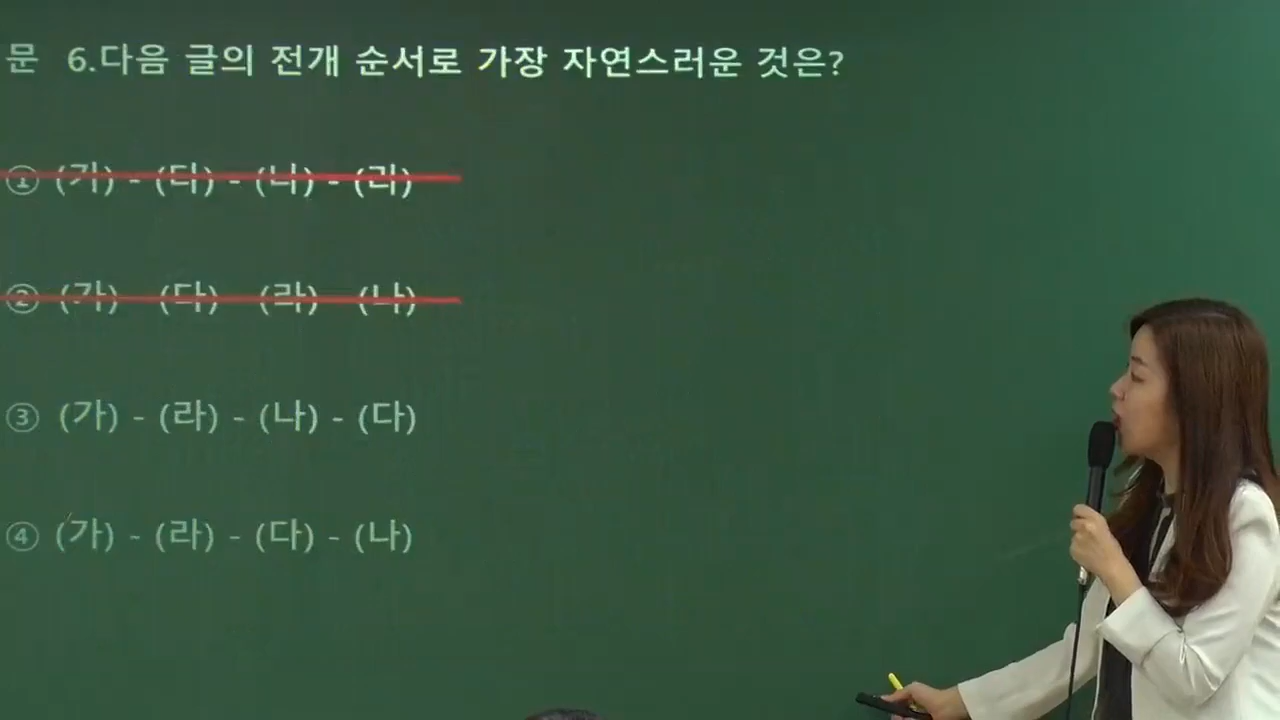 문 6.다음 글의 전개 순서로 가장 자연스러운 것은?
① (가) - (다) - (나) - (라)
② (가) (다) (라) (나)
③ (가) - (라) - (나) - (다)
④ (가) - (라) - (다) - (나)